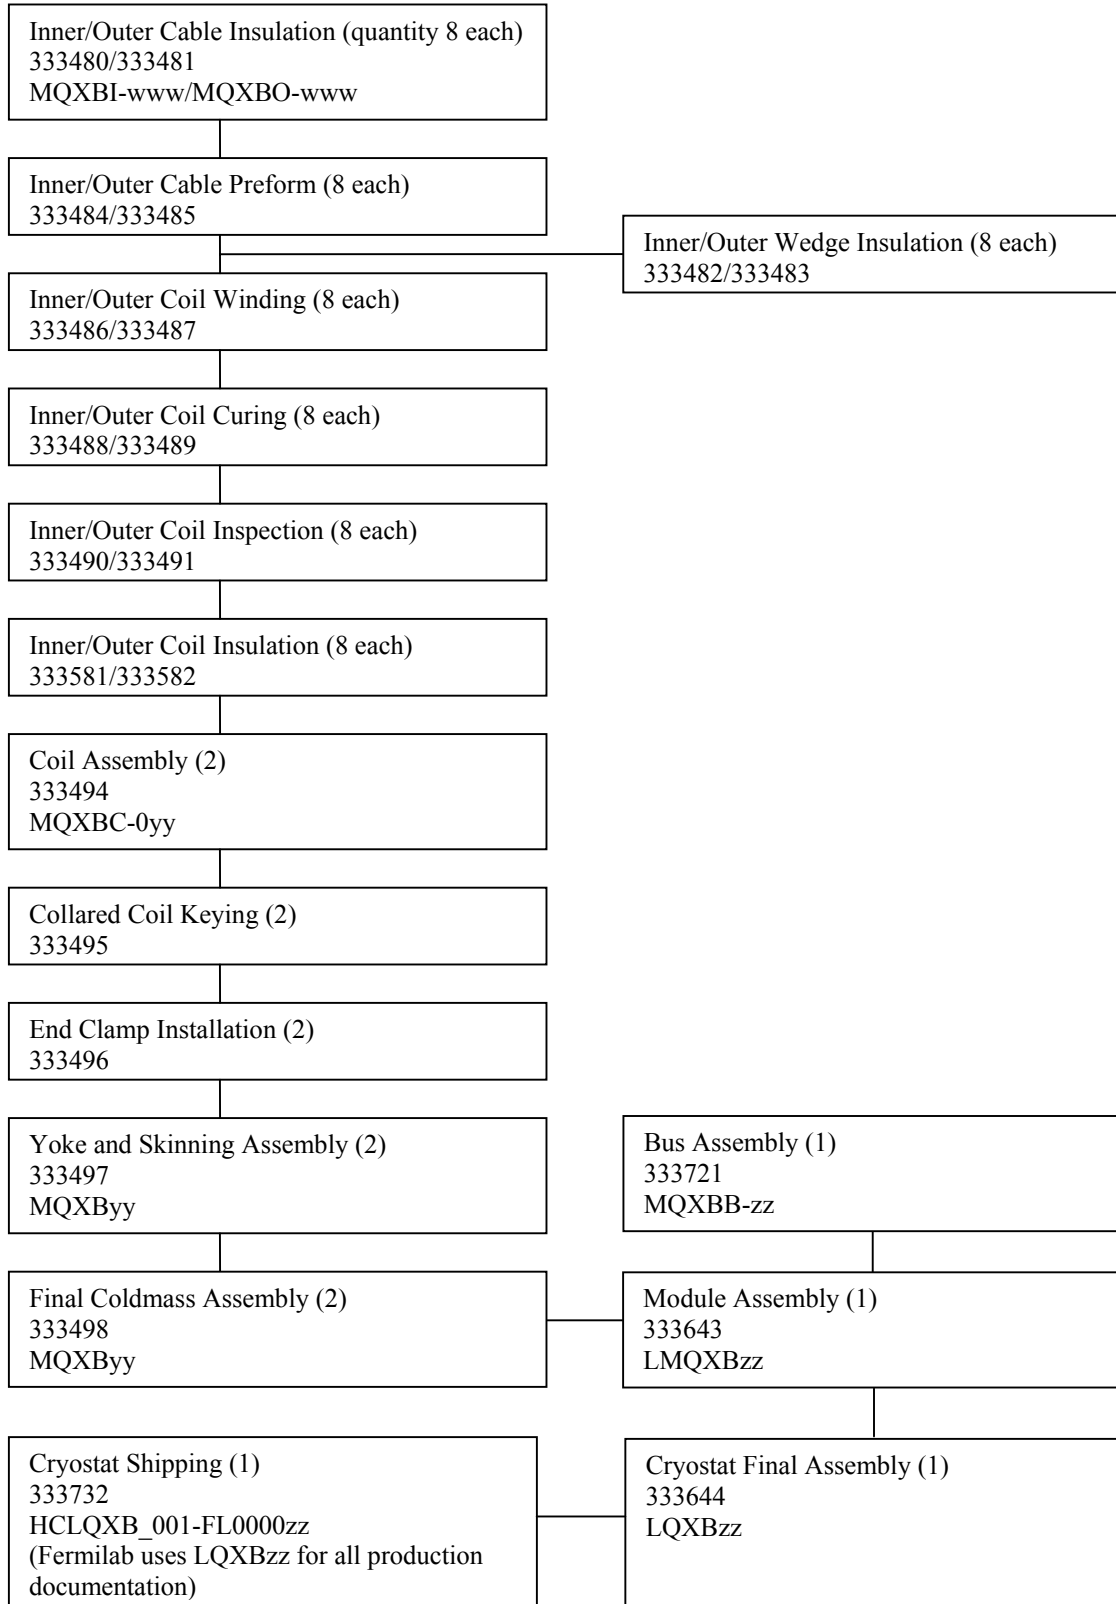 Inner/Outer Cable Insulation (quantity 8 each)
333480/333481
MQXBI-www/MQXBO-www
Inner/Outer Cable Preform (8 each)
333484/333485
Inner/Outer Wedge Insulation (8 each)
333482/333483
Inner/Outer Coil Winding (8 each)
333486/333487
Inner/Outer Coil Curing (8 each)
333488/333489
Inner/Outer Coil Inspection (8 each)
333490/333491
Inner/Outer Coil Insulation (8 each)
333581/333582
Coil Assembly (2)
333494
MQXBC-0yy
Collared Coil Keying (2)
333495
End Clamp Installation (2)
333496
Yoke and Skinning Assembly (2)
333497
MQXByy
Bus Assembly (1)
333721
MQXBB-zz
Final Coldmass Assembly (2)
333498
MQXByy
Module Assembly (1)
333643
LMQXBzz
Cryostat Shipping (1)
333732
HCLQXB_001-FL0000zz
(Fermilab uses LQXBzz for all production
documentation)
Cryostat Final Assembly (1)
333644
LQXBzz